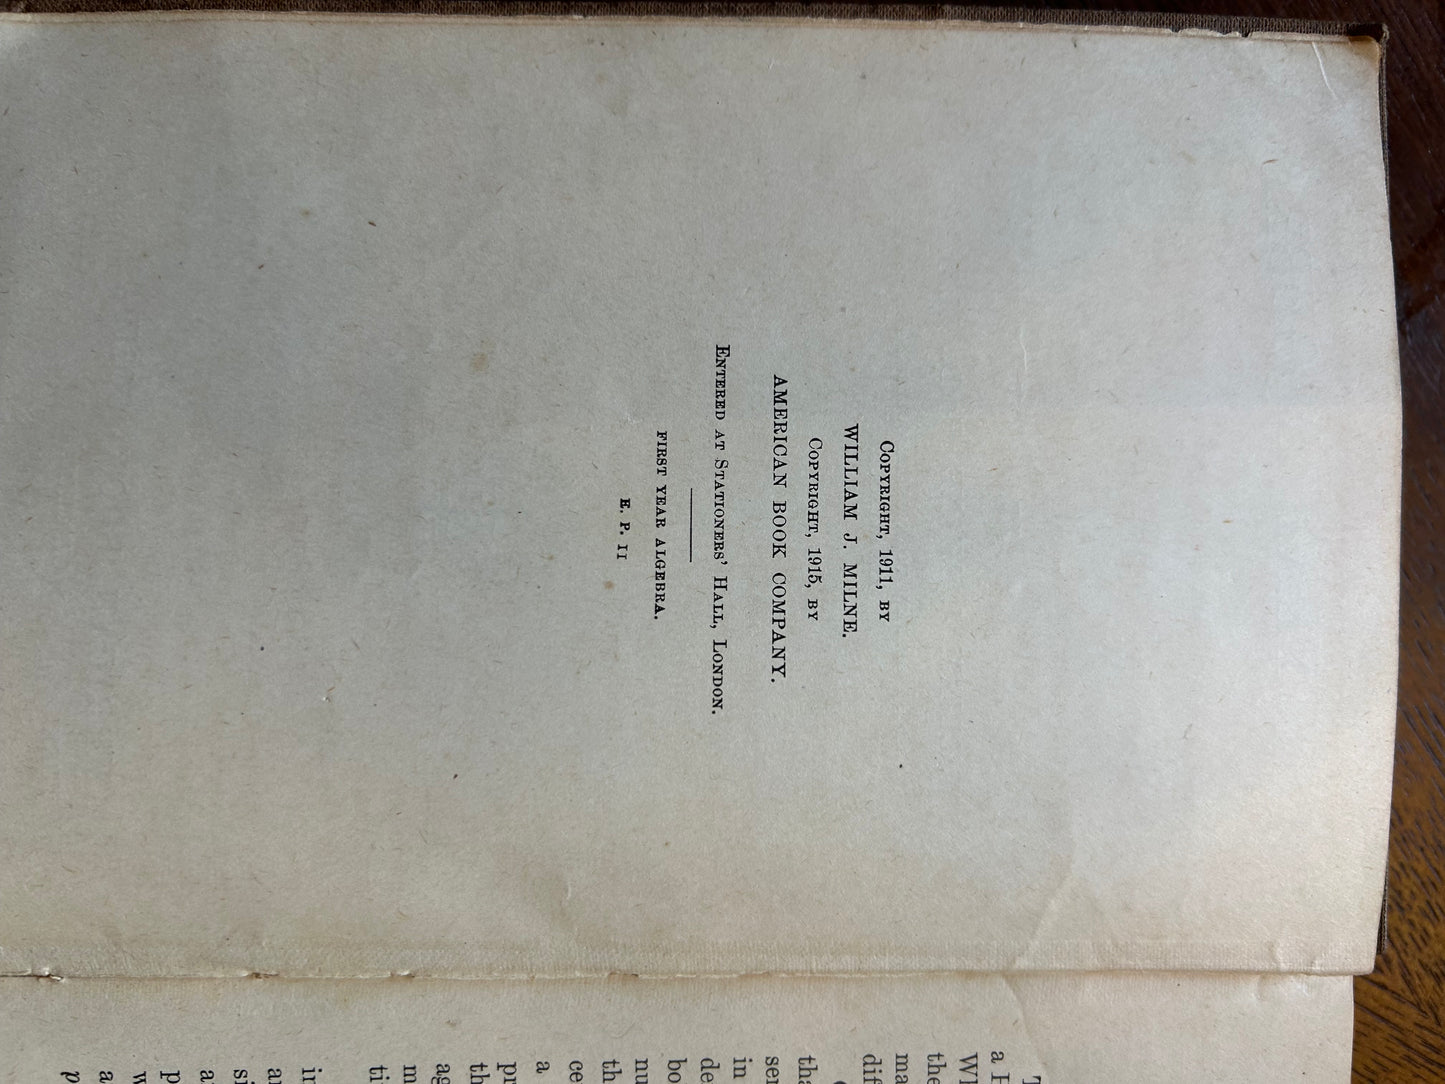 COPYRIGHT, 1911, BY
WILLIAM J. MILNE.
COPYRIGHT, 1915, BY
AMERICAN BOOK COMPANY.
ENTERED AT STATIONERS' HALL, LONDON.
FIRST YEAR ALGEBRA.
E. P. II